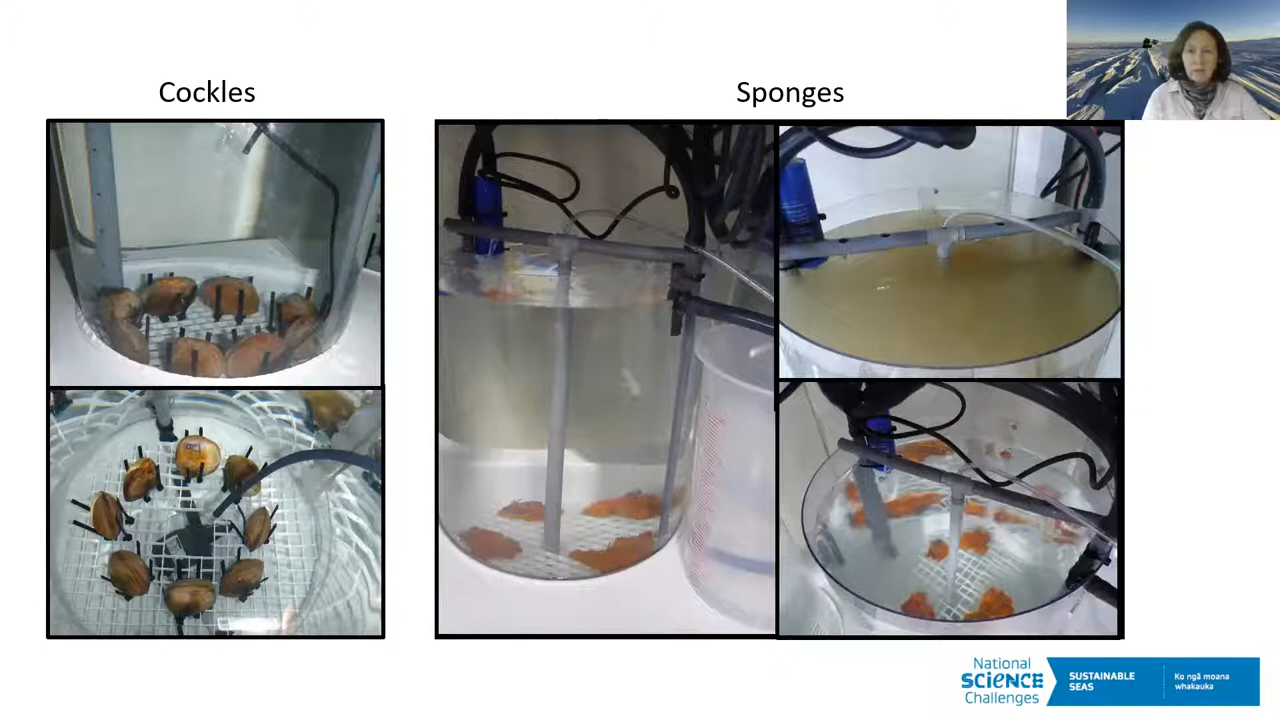 Cockles
Sponges
National
SCIENCE
Challenges
SUSTAINABLE
SEAS
Ko ngā moana
whakauka